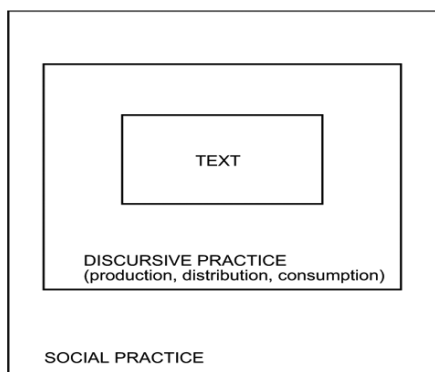 TEXT
DISCURSIVE PRACTICE
(production, distribution, consumption)
SOCIAL PRACTICE